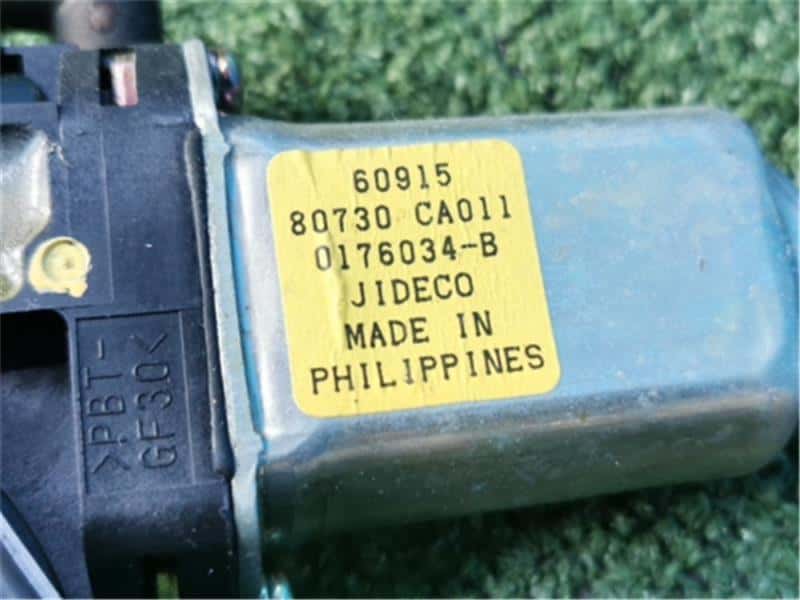 60915
80730 CA011
0176034-B
JIDECO
MADE IN
PHILIPPINES
>PBT-
GF30<